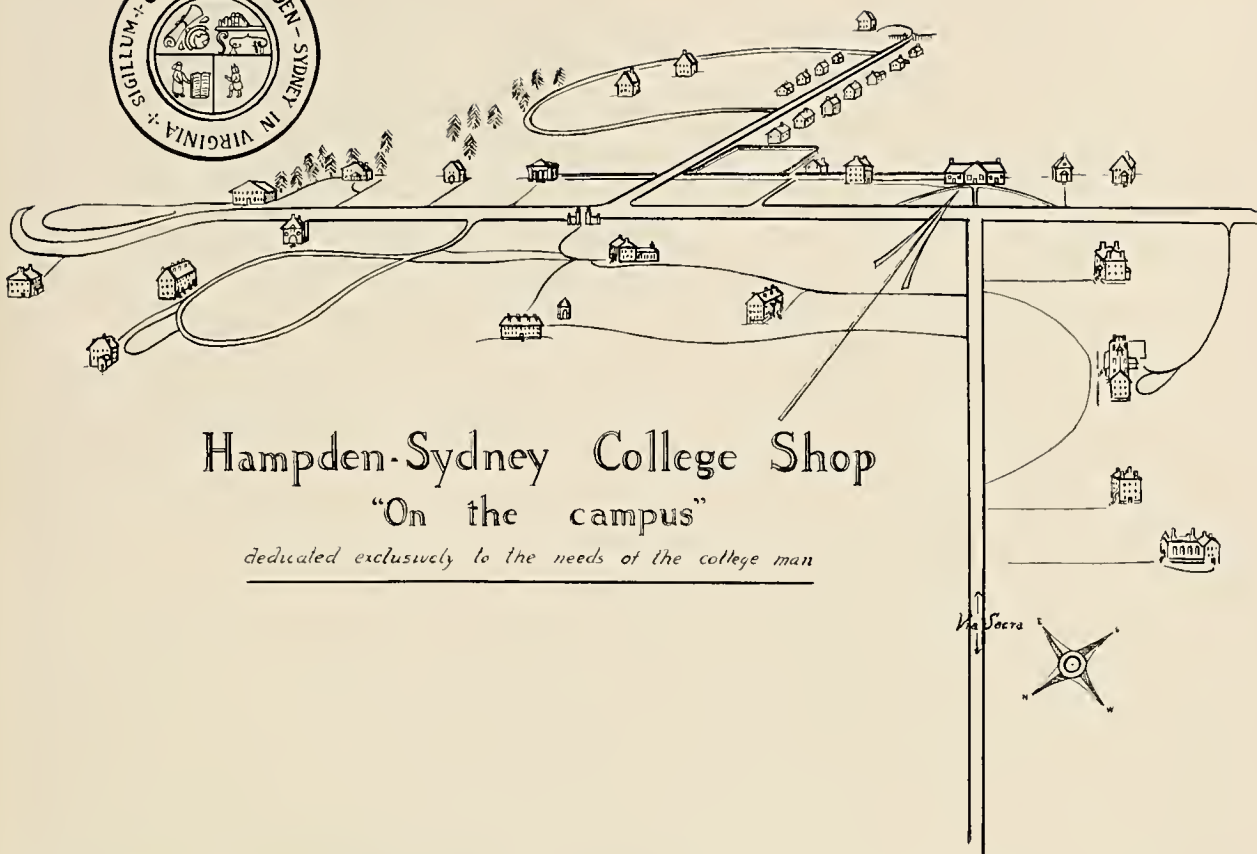 SIGILLUM
DEN-SYDNEY IN VIRGINIA
Hampden-Sydney College Shop
"On the campus"
dedicated exclusively to the needs of the college man
Via Sacra
E
S
N
W